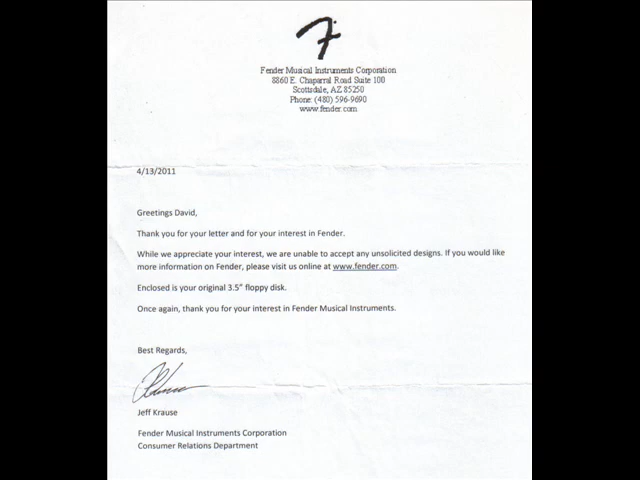 Fender Musical Instruments Corporation
8860 E. Chaparral Road Suite 100
Scottsdale, AZ 85250
Phone: (480) 596-9690
www.fender.com
4/13/2011
Greetings David,
Thank you for your letter and for your interest in Fender.
While we appreciate your interest, we are unable to accept any unsolicited designs. If you would like
more information on Fender, please visit us online at www.fender.com.
Enclosed is your original 3.5" floppy disk.
Once again, thank you for your interest in Fender Musical Instruments.
Best Regards,
Jeff Krause
Fender Musical Instruments Corporation
Consumer Relations Department